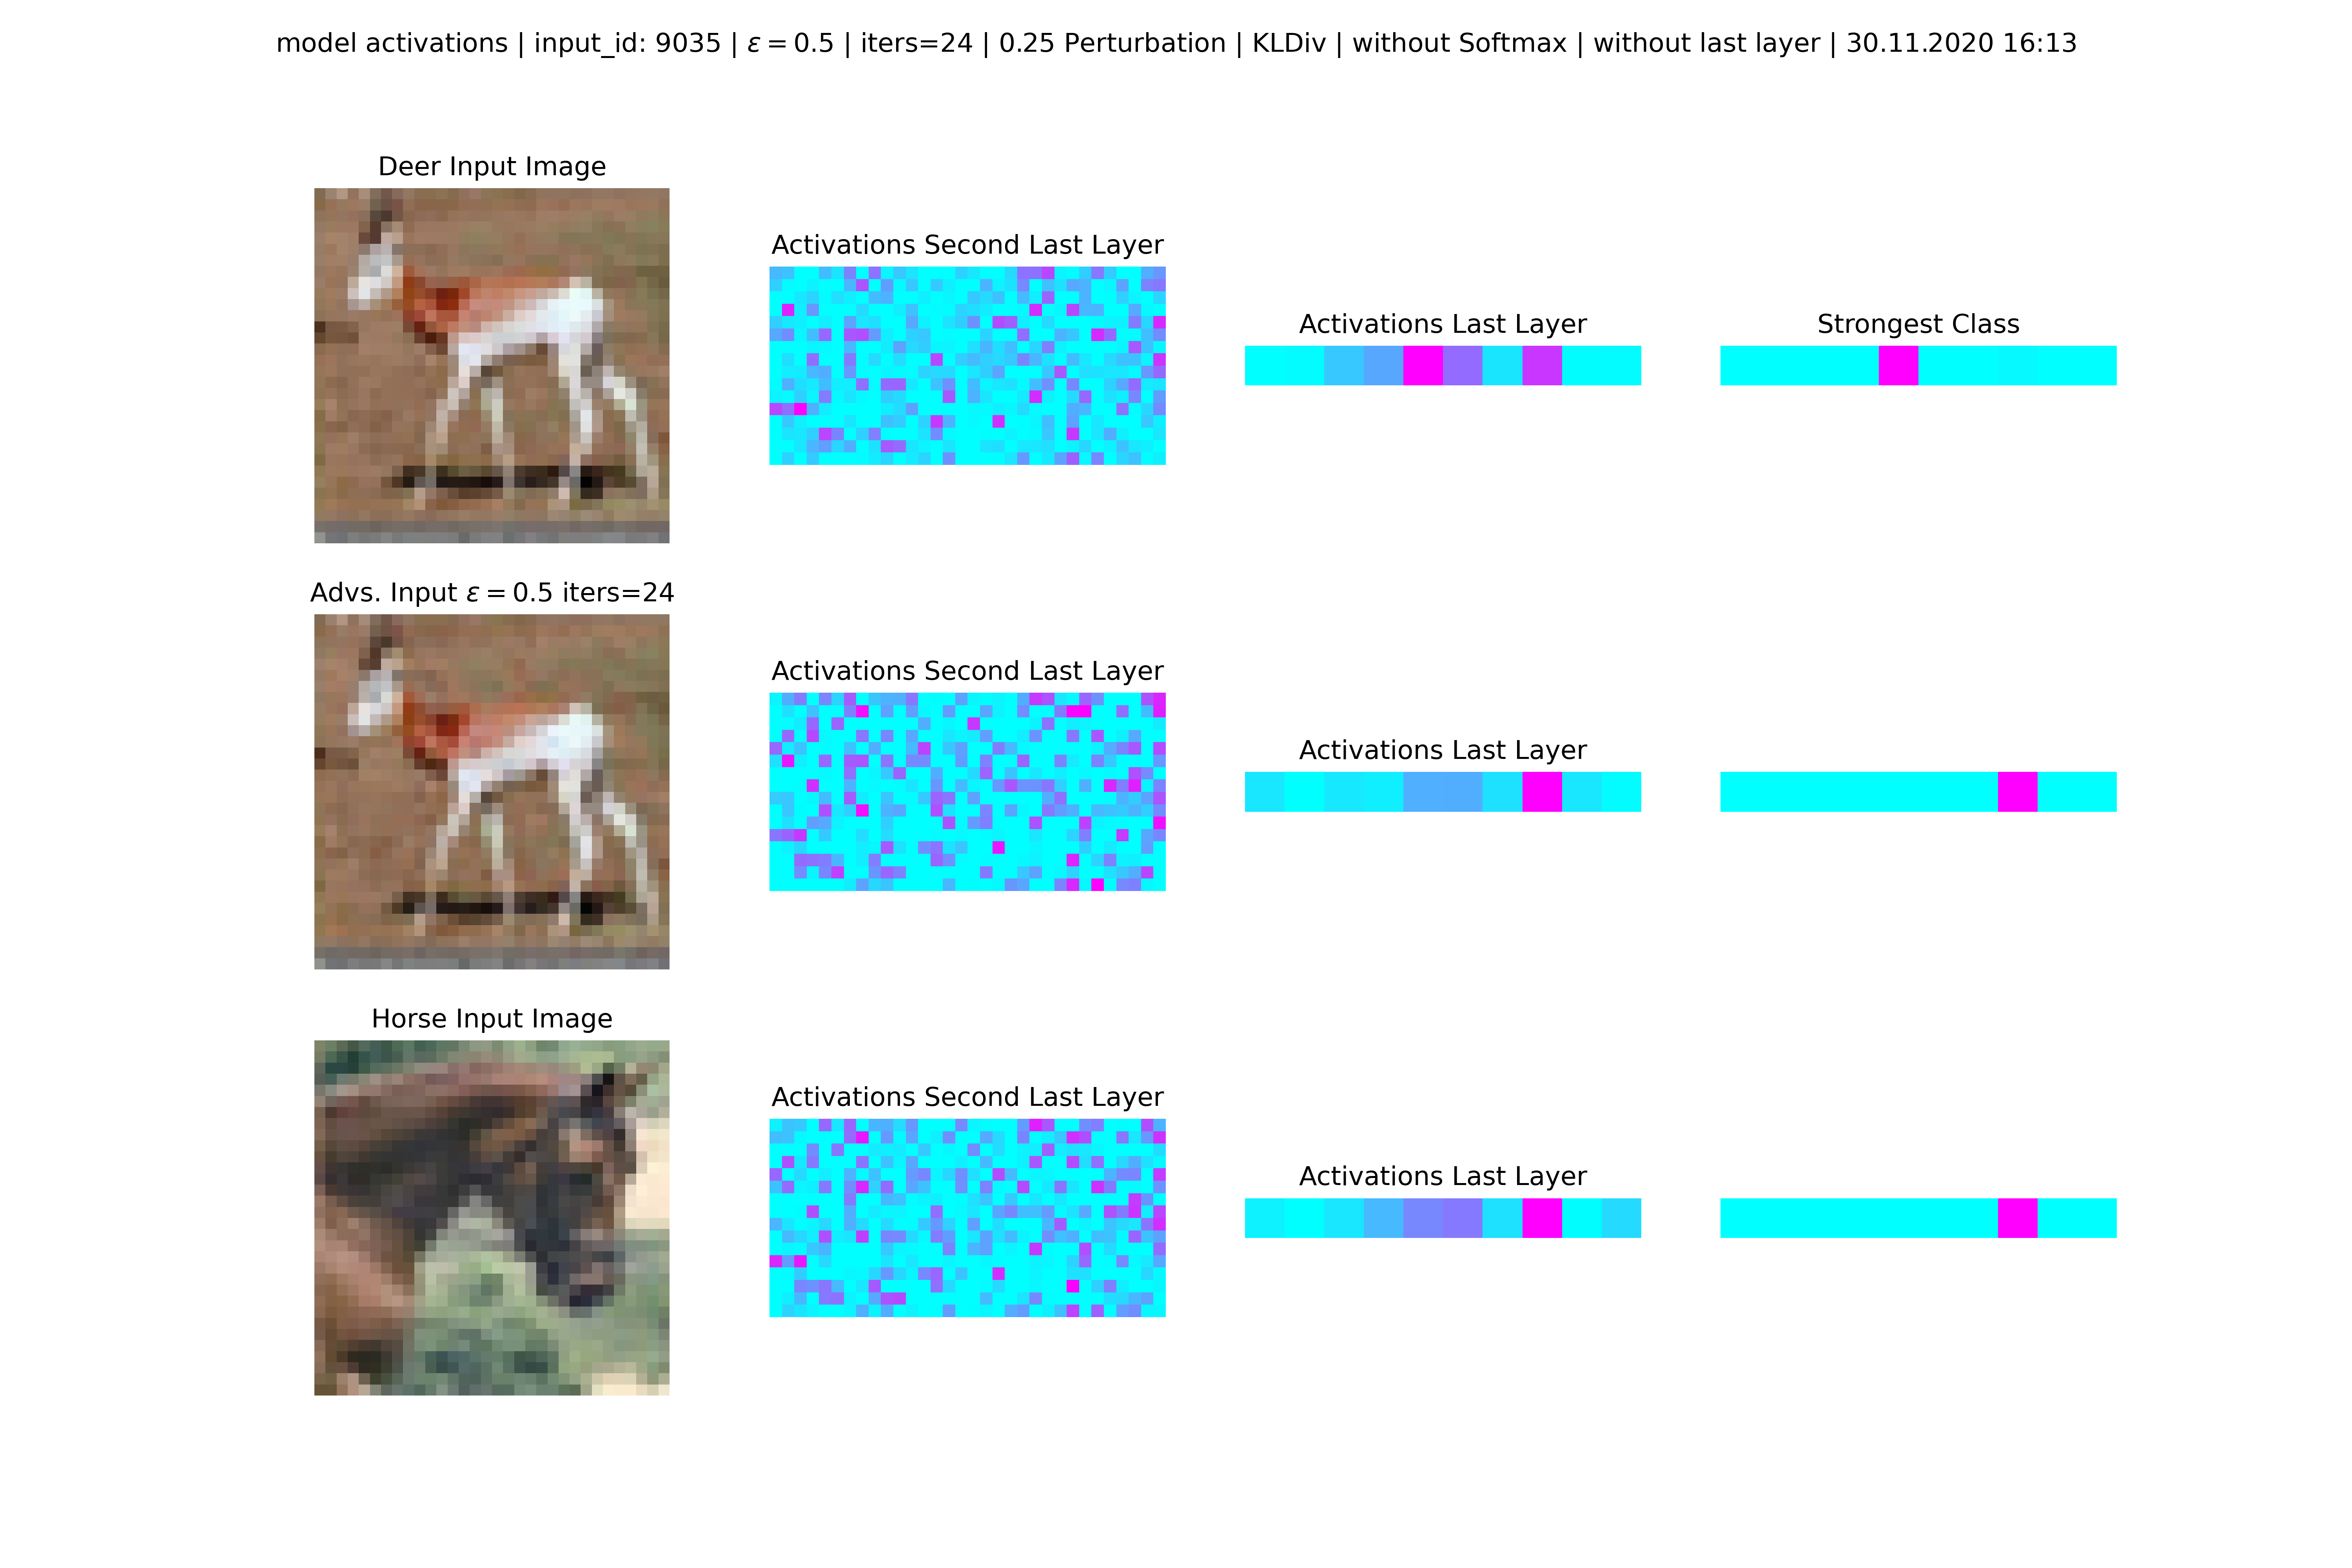 model activations | input_id: 9035 | ε = 0.5 | iters=24 | 0.25 Perturbation | KLDiv | without Softmax | without last layer | 30.11.2020 16:13
Deer Input Image
Activations Second Last Layer
Activations Last Layer
Strongest Class
Advs. Input ε = 0.5 iters=24
Activations Second Last Layer
Activations Last Layer
Horse Input Image
Activations Second Last Layer
Activations Last Layer